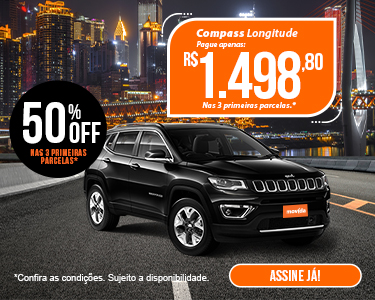 Compass Longitude
Pague apenas:
R$ 1.498,80
Nas 3 primeiras parcelas.*
50% OFF
NAS 3 PRIMEIRAS
PARCELAS*
Jeep
movida
*Confira as condições. Sujeito a disponibilidade.
ASSINE JÁ!